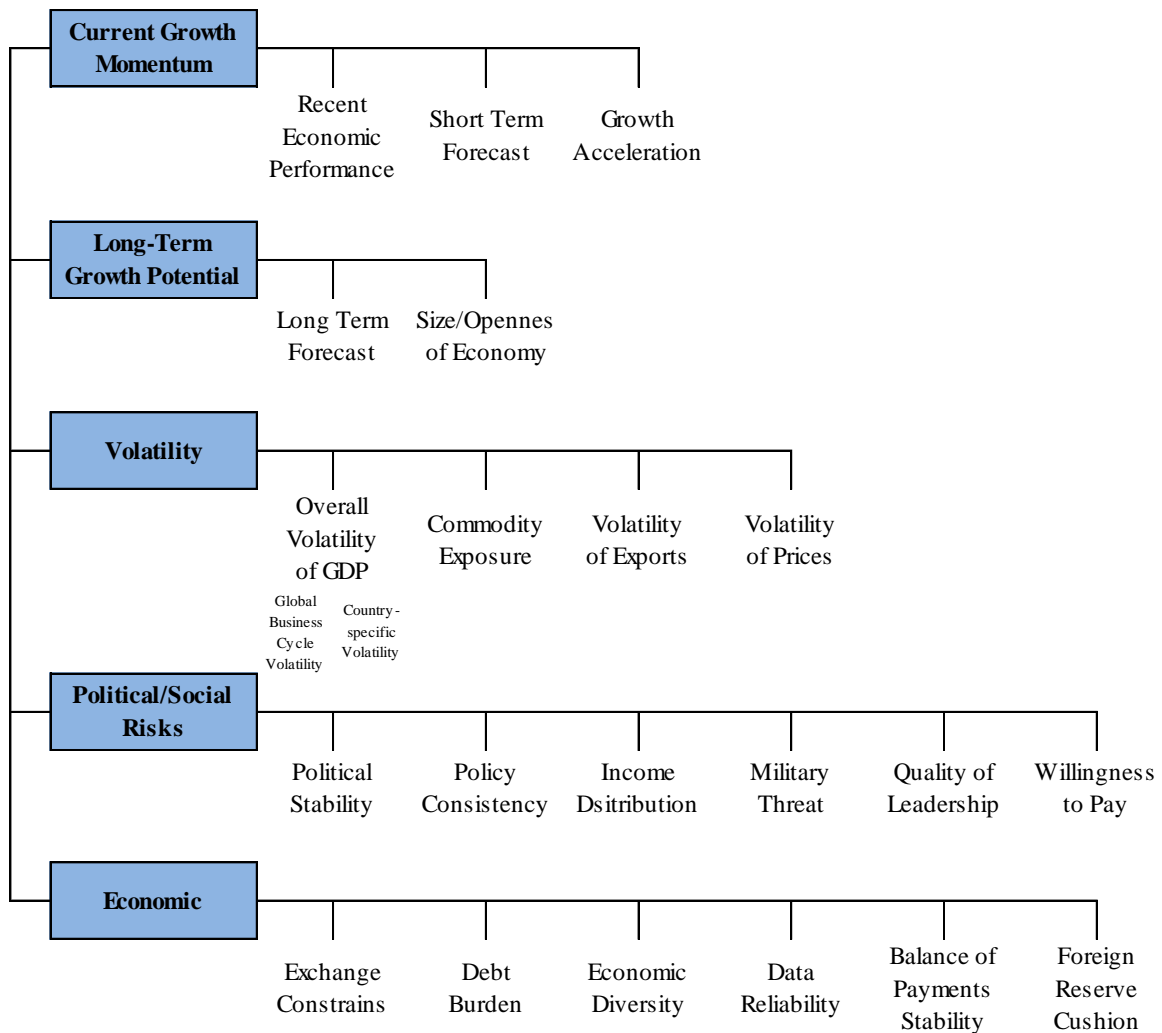 Current Growth
Momentum
Recent
Economic
Performance
Short Term
Forecast
Growth
Acceleration
Long-Term
Growth Potential
Long Term
Forecast
Size/Opennes
of Economy
Volatility
Overall
Volatility
of GDP
Global
Business
Cycle
Volatility
Country-
specific
Volatility
Commodity
Exposure
Volatility
of Exports
Volatility
of Prices
Political/Social
Risks
Political
Stability
Policy
Consistency
Income
Dsitribution
Military
Threat
Quality of
Leadership
Willingness
to Pay
Economic
Exchange
Constrains
Debt
Burden
Economic
Diversity
Data
Reliability
Balance of
Payments
Stability
Foreign
Reserve
Cushion